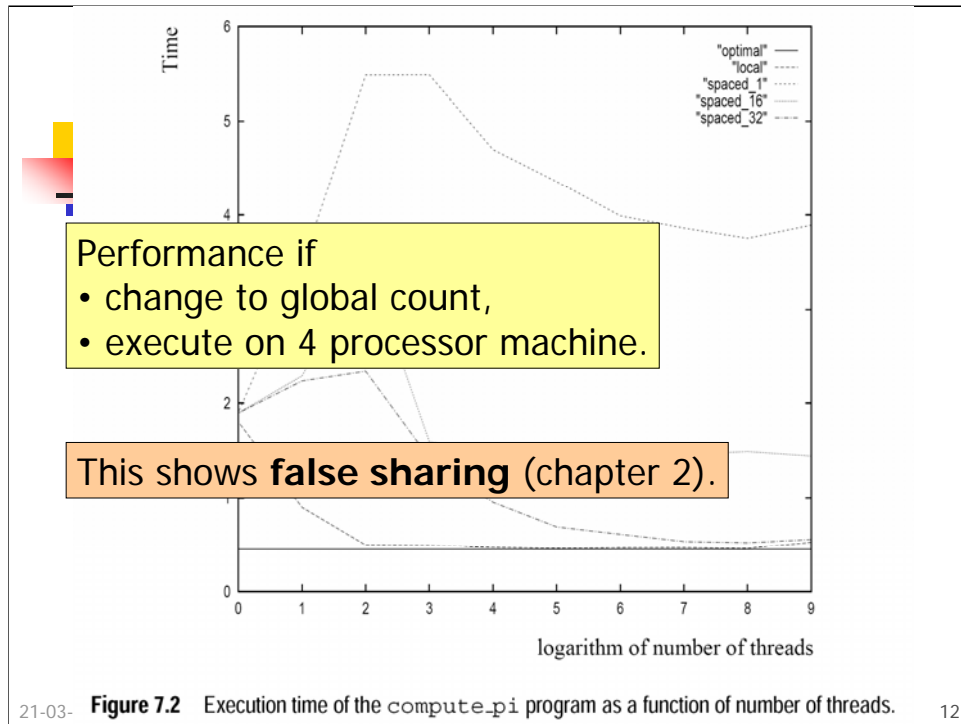 6
Time
"optimal"
"local"
"spaced_1"
"spaced_16"
"spaced_32"
5
4
Performance if
• change to global count,
• execute on 4 processor machine.
2
This shows false sharing (chapter 2).
0
0 1 2 3 4 5 6 7 8 9
logarithm of number of threads
21-03- Figure 7.2 Execution time of the compute_pi program as a function of number of threads. 12